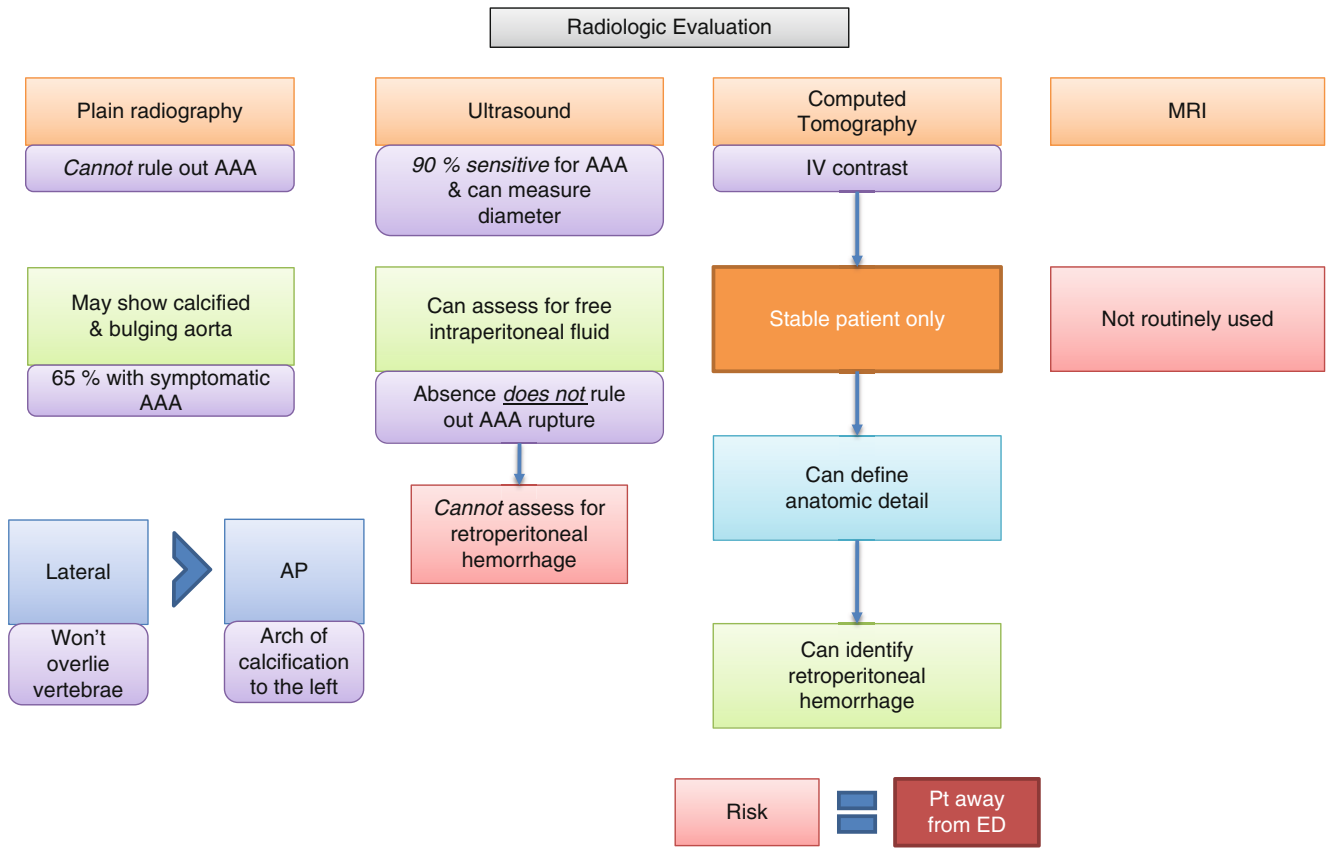 Radiologic Evaluation
Plain radiography
Cannot rule out AAA
May show calcified
& bulging aorta
65 % with symptomatic
AAA
Lateral
Won't
overlie
vertebrae
AP
Arch of
calcification
to the left
Ultrasound
90 % sensitive for AAA
& can measure
diameter
Can assess for free
intraperitoneal fluid
Absence does not rule
out AAA rupture
Cannot assess for
retroperitoneal
hemorrhage
Computed
Tomography
IV contrast
Stable patient only
Can define
anatomic detail
Can identify
retroperitoneal
hemorrhage
Risk
Pt away
from ED
MRI
Not routinely used